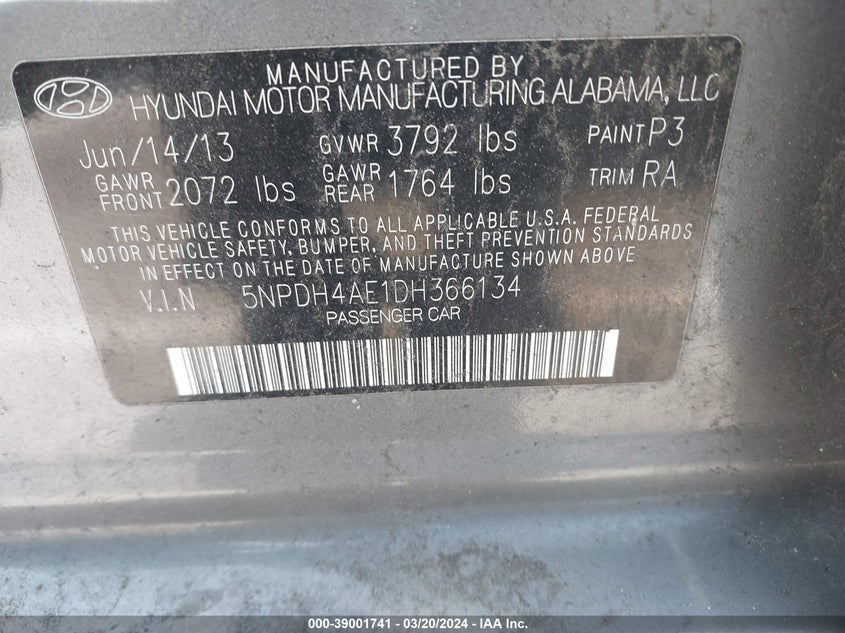 MANUFACTURED BY
HYUNDAI MOTOR MANUFACTURING ALABAMA, LLC
Jun/14/13 GVWR 3792 lbs PAINT P3
GAWR FRONT 2072 lbs GAWR REAR 1764 lbs TRIM RA
THIS VEHICLE CONFORMS TO ALL APPLICABLE U.S.A. FEDERAL
MOTOR VEHICLE SAFETY, BUMPER, AND THEFT PREVENTION STANDARDS
IN EFFECT ON THE DATE OF MANUFACTURE SHOWN ABOVE
V.I.N 5NPDH4AE1DH366134
PASSENGER CAR
000-39001741 | 03/20/2024 | IAA Inc.